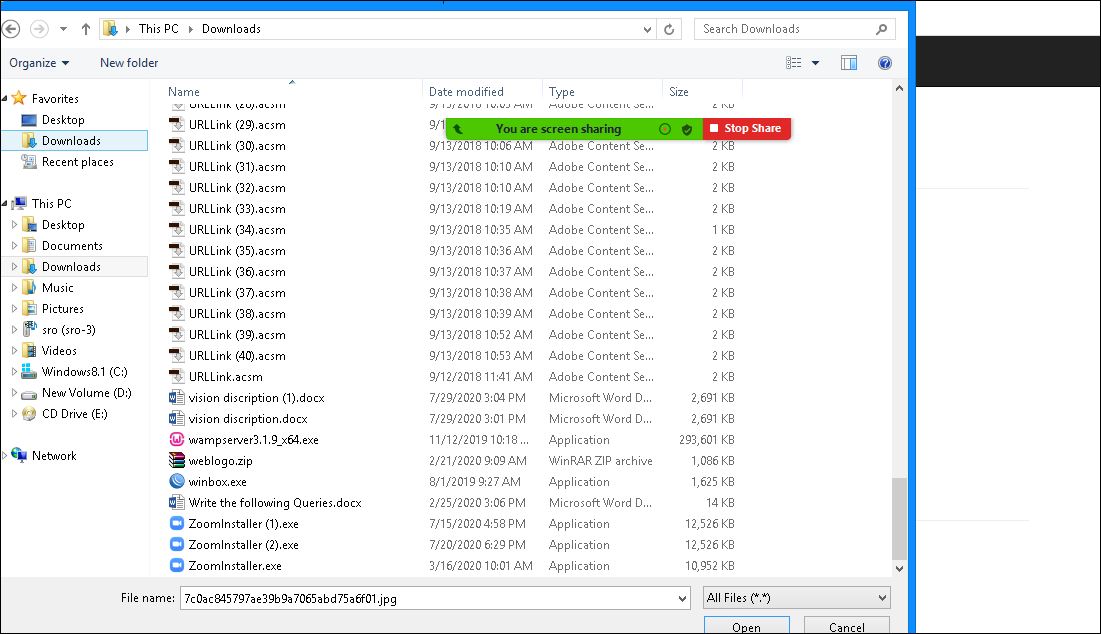 This PC Downloads
Search Downloads
Organize New folder
Name Date modified Type Size
Favorites
Desktop
Downloads
Recent places
This PC
Desktop
Documents
Downloads
Music
Pictures
sro (sro-3)
Videos
Windows8.1 (C:)
New Volume (D:)
CD Drive (E:)
Network
URLLink (28).acsm 9/13/2018 10:05 AM Adobe Content Se... 2 KB
URLLink (29).acsm 9/1
You are screen sharing Stop Share
URLLink (30).acsm 9/13/2018 10:06 AM Adobe Content Se... 2 KB
URLLink (31).acsm 9/13/2018 10:10 AM Adobe Content Se... 2 KB
URLLink (32).acsm 9/13/2018 10:10 AM Adobe Content Se... 2 KB
URLLink (33).acsm 9/13/2018 10:19 AM Adobe Content Se... 2 KB
URLLink (34).acsm 9/13/2018 10:35 AM Adobe Content Se... 1 KB
URLLink (35).acsm 9/13/2018 10:36 AM Adobe Content Se... 2 KB
URLLink (36).acsm 9/13/2018 10:37 AM Adobe Content Se... 2 KB
URLLink (37).acsm 9/13/2018 10:38 AM Adobe Content Se... 2 KB
URLLink (38).acsm 9/13/2018 10:39 AM Adobe Content Se... 2 KB
URLLink (39).acsm 9/13/2018 10:52 AM Adobe Content Se... 2 KB
URLLink (40).acsm 9/13/2018 10:53 AM Adobe Content Se... 2 KB
URLLink.acsm 9/12/2018 11:41 AM Adobe Content Se... 2 KB
vision discription (1).docx 7/29/2020 3:04 PM Microsoft Word D... 2,691 KB
vision discription.docx 7/29/2020 3:01 PM Microsoft Word D... 2,691 KB
wampserver3.1.9_x64.exe 11/12/2019 10:18 ... Application 293,601 KB
weblogo.zip 2/21/2020 9:09 AM WinRAR ZIP archive 1,086 KB
winbox.exe 8/1/2019 9:27 AM Application 1,625 KB
Write the following Queries.docx 2/25/2020 3:06 PM Microsoft Word D... 14 KB
ZoomInstaller (1).exe 7/15/2020 4:58 PM Application 12,526 KB
ZoomInstaller (2).exe 7/20/2020 6:29 PM Application 12,526 KB
ZoomInstaller.exe 3/16/2020 10:01 AM Application 10,952 KB
File name: 7c0ac845797ae39b9a7065abd75a6f01.jpg All Files (*.*)
Open Cancel